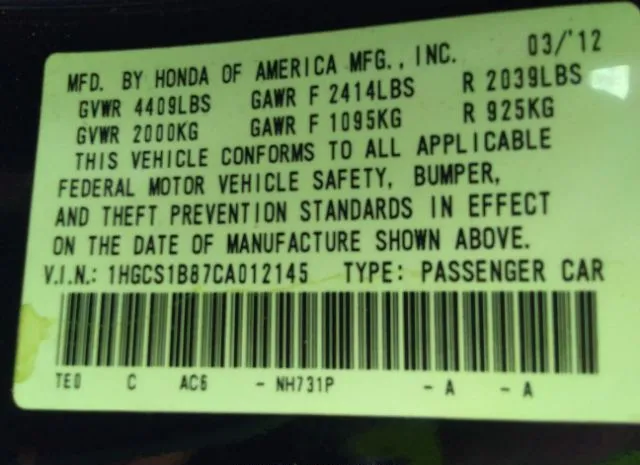 MFD. BY HONDA OF AMERICA MFG., INC. 03/'12
GVWR 4409LBS GAWR F 2414LBS R 2039LBS
GVWR 2000KG GAWR F 1095KG R 925KG
THIS VEHICLE CONFORMS TO ALL APPLICABLE
FEDERAL MOTOR VEHICLE SAFETY, BUMPER,
AND THEFT PREVENTION STANDARDS IN EFFECT
ON THE DATE OF MANUFACTURE SHOWN ABOVE.
V.I.N.: 1HGCS1B87CA012145 TYPE: PASSENGER CAR
TE0 C AC6 - NH731P - A - A